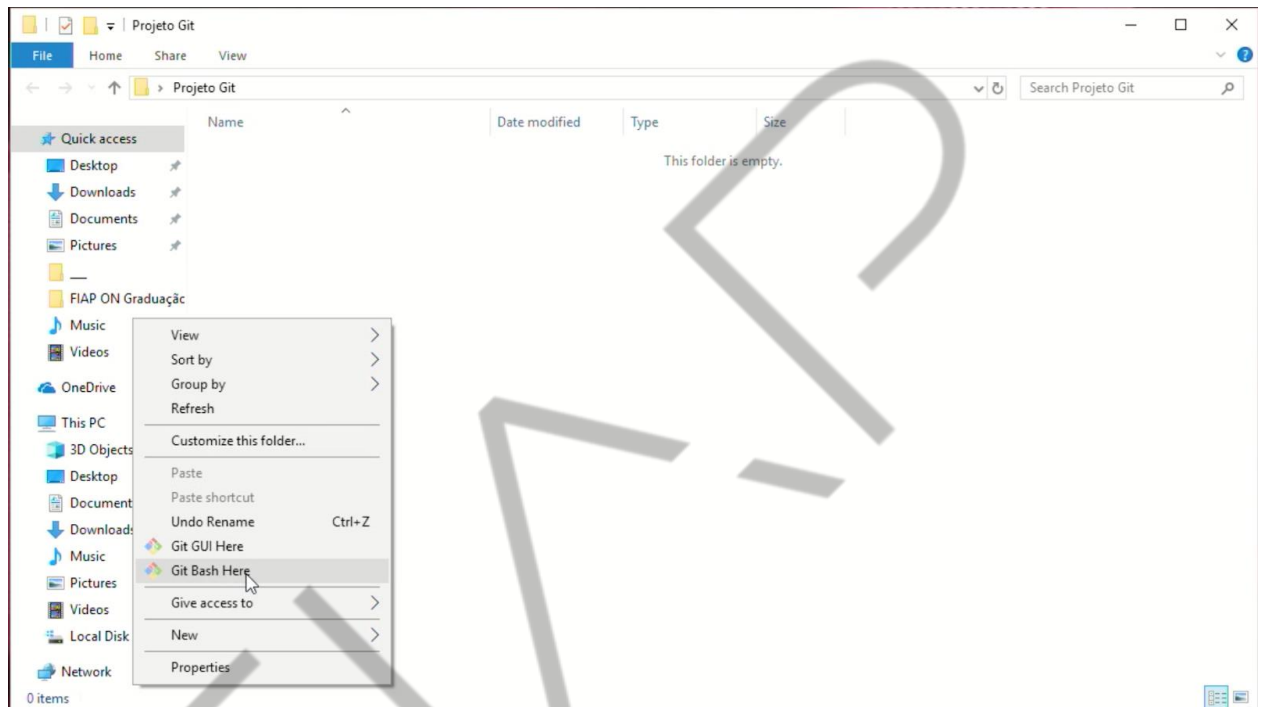 Projeto Git
File Home Share View
Projeto Git
Search Projeto Git
Name Date modified Type Size
This folder is empty.
Quick access
Desktop
Downloads
Documents
Pictures
__
FIAP ON Graduação
Music
Videos
OneDrive
This PC
3D Objects
Desktop
Document
Downloads
Music
Pictures
Videos
Local Disk
Network
0 items
View
Sort by
Group by
Refresh
Customize this folder...
Paste
Paste shortcut
Undo Rename Ctrl+Z
Git GUI Here
Git Bash Here
Give access to
New
Properties